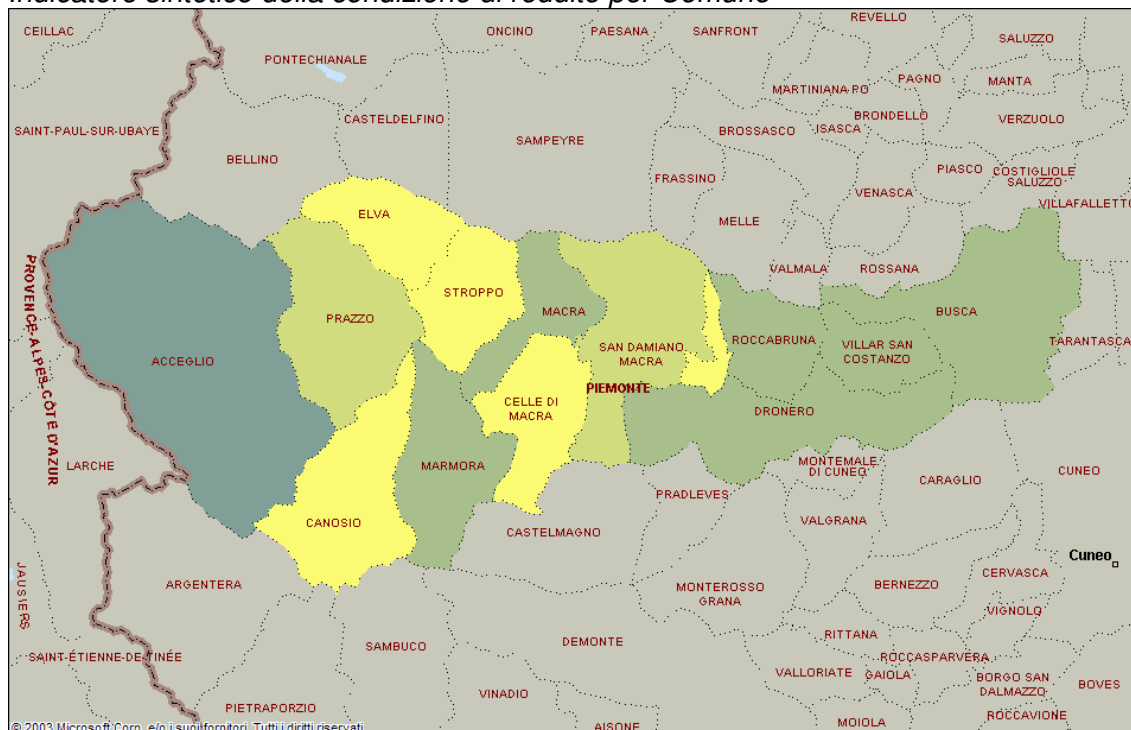 Indicatore sintetico della condizione di reddito per Comune
CEILLAC
ONCINO
PAESANA
SANFRONT
REVELLO
SALUZZO
PONTECHIANALE
PAGNO
MANTA
MARTINIANA PO
CASTELDELFINO
BRONDELLO
VERZUOLO
SAINT-PAUL-SUR-UBAYE
BROSSASCO
ISASCA
SAMPEYRE
BELLINO
PIASCO
COSTIGLIOLE
SALUZZO
FRASSINO
VENASCA
VILLAFALLETTO
ELVA
MELLE
PROVENCE-ALPES-CÔTE D'AZUR
VALMALA
ROSSANA
STROPPO
MACRA
BUSCA
PRAZZO
ROCCABRUNA
SAN DAMIANO
MACRA
VILLAR SAN
COSTANZO
TARANTASCA
ACCEGLIO
PIEMONTE
CELLE DI
MACRA
DRONERO
LARCHE
MARMORA
MONTEMALE
DI CUNEO
CUNEO
CARAGLIO
PRADLEVES
CANOSIO
VALGRANA
CASTELMAGNO
Cuneo
JAUSIERS
ARGENTERA
MONTEROSSO
GRANA
BERNEZZO
CERVASCA
VIGNOLO
SAMBUCO
DEMONTE
RITTANA
SAINT-ÉTIENNE-DE-TINÉE
ROCCASPARVERA
VALLORIATE
GAIOLA
BORGO SAN
DALMAZZO
BOVES
VINADIO
PIETRAPORZIO
ROCCAVIONE
MOIOLA
AISONE
© 2003 Microsoft Corp. e/o i suoi fornitori. Tutti i diritti riservati.